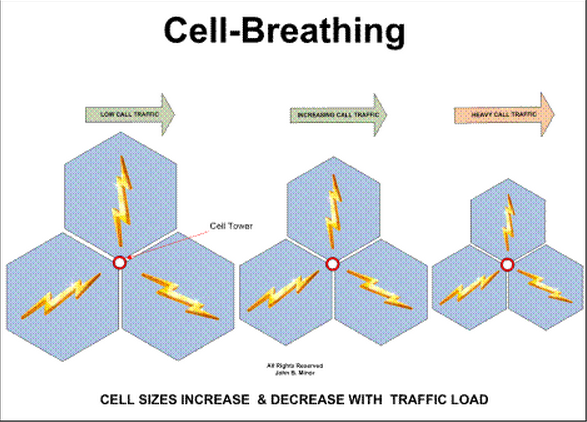 Cell-Breathing
LOW CALL TRAFFIC
INCREASING CALL TRAFFIC
HEAVY CALL TRAFFIC
Cell Tower
All Rights Reserved
John B. Minor
CELL SIZES INCREASE & DECREASE WITH TRAFFIC LOAD